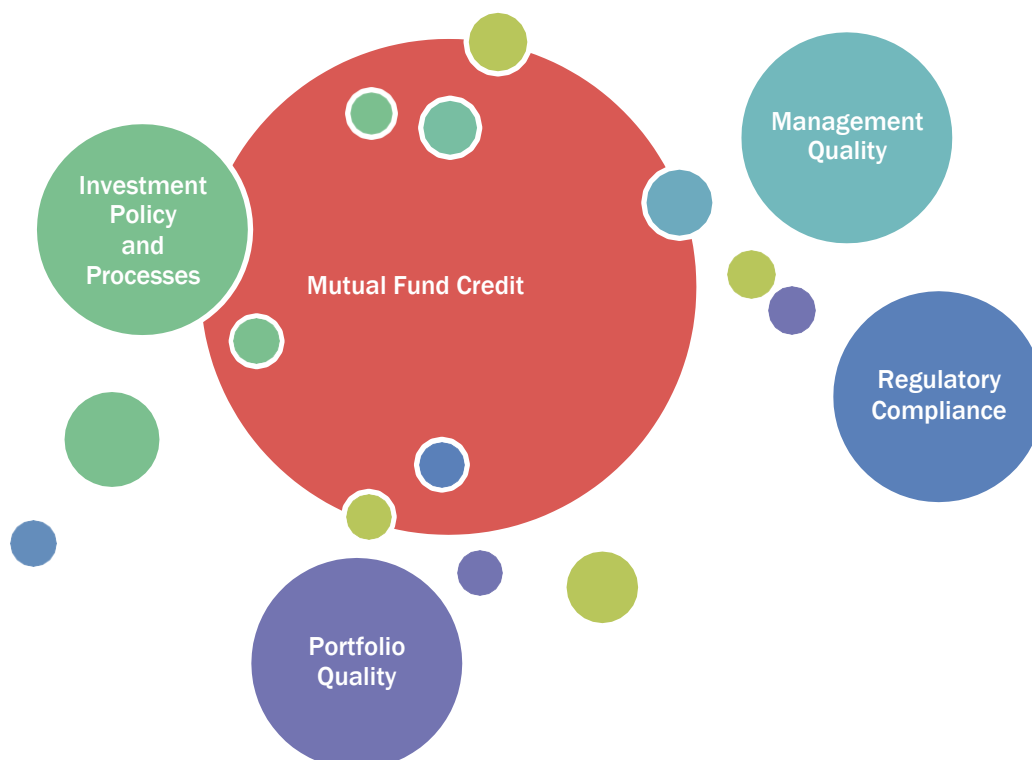 Management
Quality
Investment
Policy
and
Processes
Mutual Fund Credit
Regulatory
Compliance
Portfolio
Quality